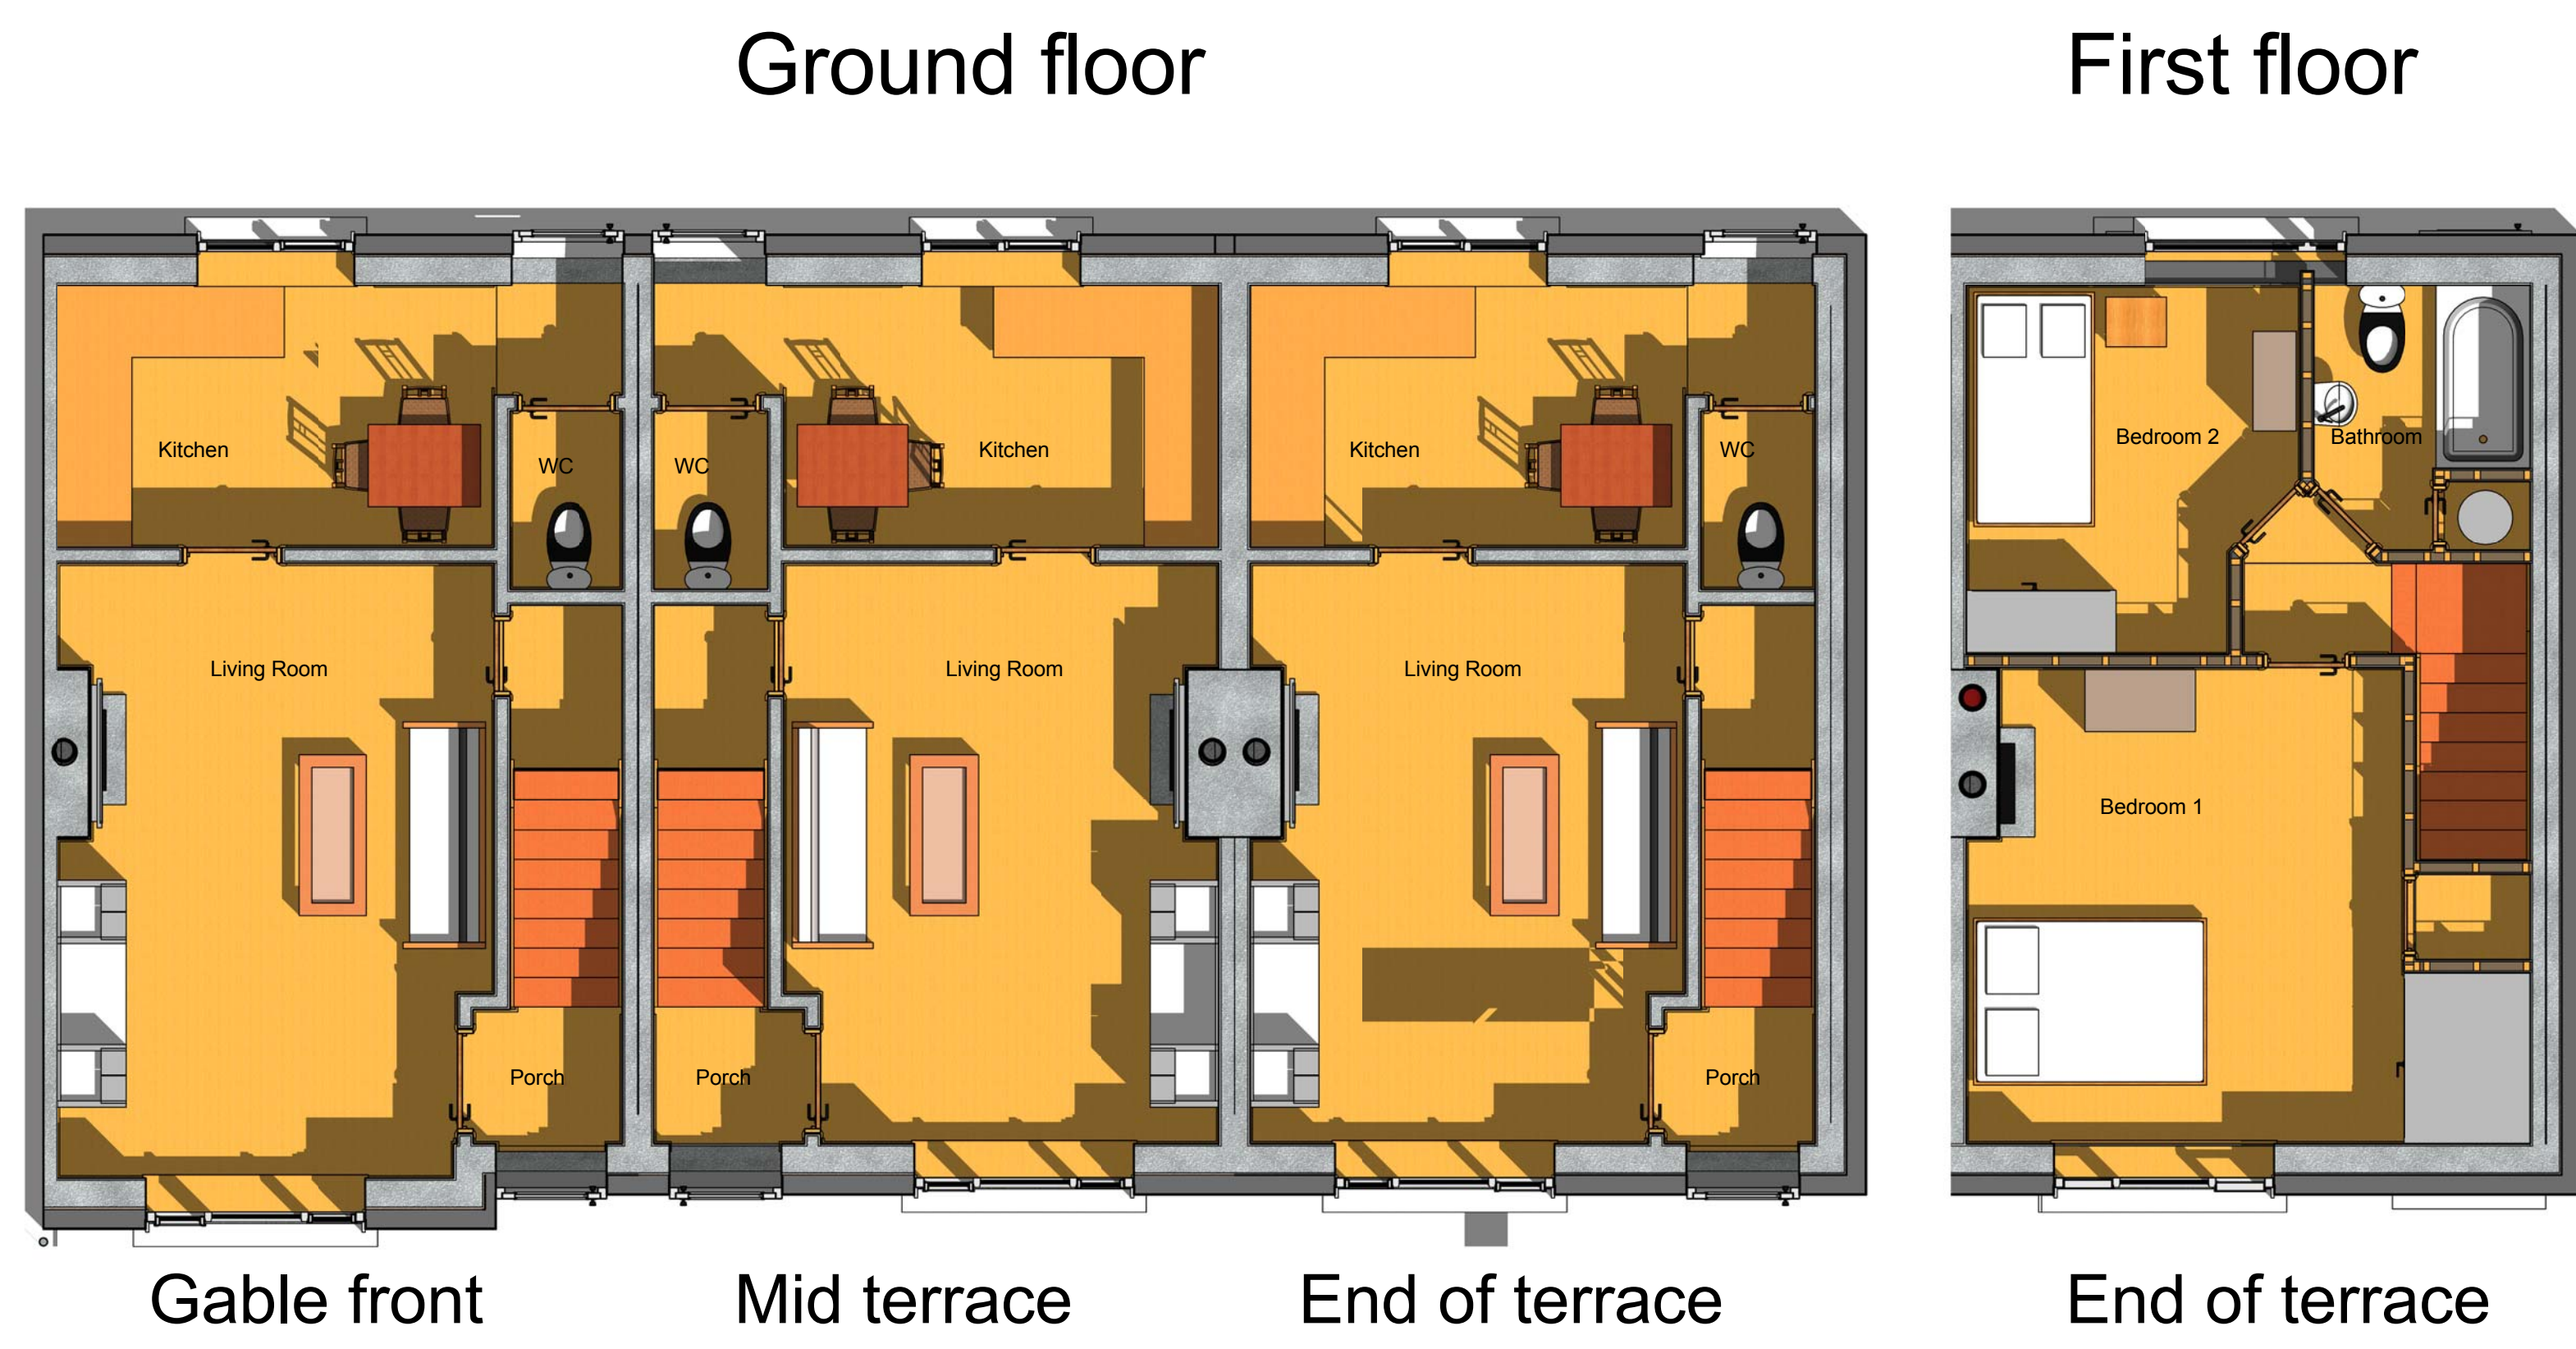 Ground floor
First floor
Kitchen
WC
WC
Kitchen
Kitchen
WC
Bedroom 2
Bathroom
Living Room
Living Room
Living Room
Bedroom 1
Porch
Porch
Porch
Gable front
Mid terrace
End of terrace
End of terrace